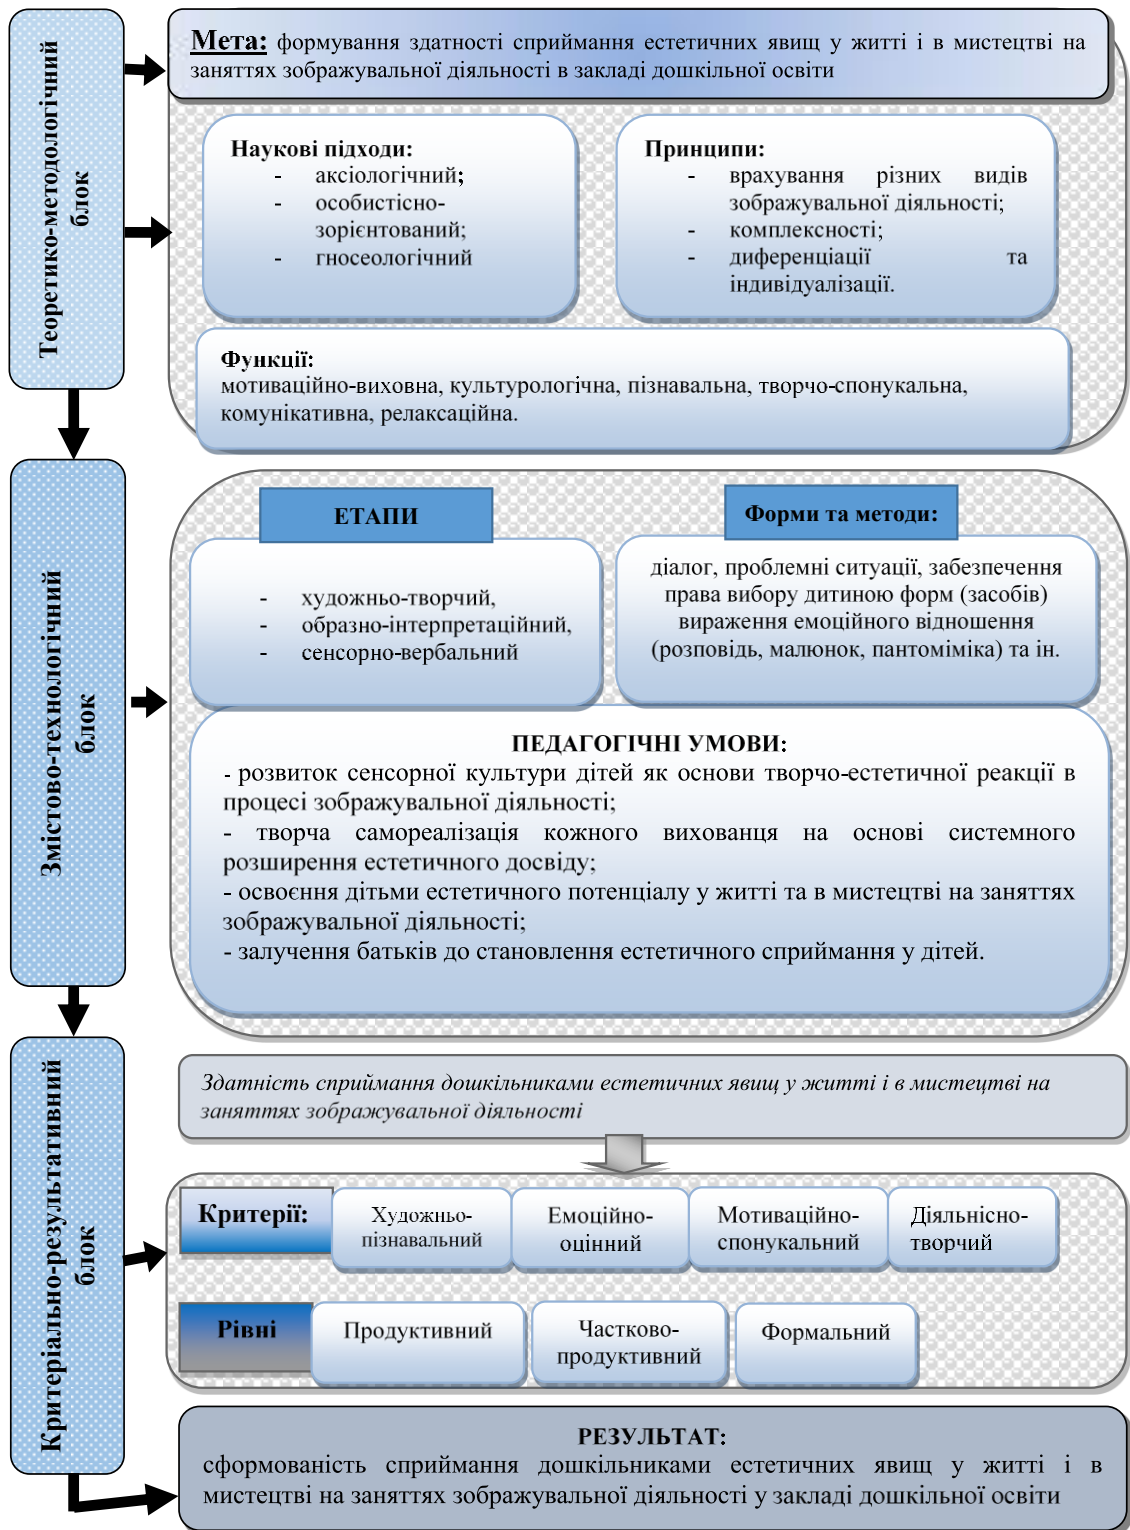 Теоретико-методологічний
блок
Мета: формування здатності сприймання естетичних явищ у житті і в мистецтві на
заняттях зображувальної діяльності в закладі дошкільної освіти
Наукові підходи:
- аксіологічний;
- особистісно-
зорієнтований;
- гносеологічний
Принципи:
- врахування різних видів
зображувальної діяльності;
- комплексності;
- диференціації та
індивідуалізації.
Функції:
мотиваційно-виховна, культурологічна, пізнавальна, творчо-спонукальна,
комунікативна, релаксаційна.
Змістово-технологічний
блок
ЕТАПИ
- художньо-творчий,
- образно-інтерпретаційний,
- сенсорно-вербальний
Форми та методи:
діалог, проблемні ситуації, забезпечення
права вибору дитиною форм (засобів)
вираження емоційного відношення
(розповідь, малюнок, пантоміміка) та ін.
ПЕДАГОГІЧНІ УМОВИ:
- розвиток сенсорної культури дітей як основи творчо-естетичної реакції в
процесі зображувальної діяльності;
- творча самореалізація кожного вихованця на основі системного
розширення естетичного досвіду;
- освоєння дітьми естетичного потенціалу у житті та в мистецтві на заняттях
зображувальної діяльності;
- залучення батьків до становлення естетичного сприймання у дітей.
Критеріально-результативний
блок
Здатність сприймання дошкільниками естетичних явищ у житті і в мистецтві на
заняттях зображувальної діяльності
Критерії:
Художньо-
пізнавальний
Емоційно-
оцінний
Мотиваційно-
спонукальний
Діяльнісно-
творчий
Рівні
Продуктивний
Частково-
продуктивний
Формальний
РЕЗУЛЬТАТ:
сформованість сприймання дошкільниками естетичних явищ у житті і в
мистецтві на заняттях зображувальної діяльності у закладі дошкільної освіти